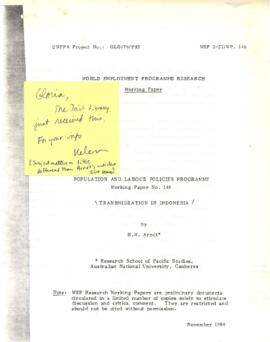 UNFPA Project No.: GLO/79/P83 WEP 2-21/WP. 146
WORLD EMPLOYMENT PROGRAMME RESEARCH
Working Paper
Gloria,
The Joint Library
just received this.
For your info
Helen
POPULATION AND LABOUR POLICIES PROGRAMME
Working Paper No. 146
TRANSMIGRATION IN INDONESIA
by
H.W. Arndt*
* Research School of Pacific Studies,
Australian National University, Canberra
Note: WEP Research Working Papers are preliminary documents
circulated in a limited number of copies solely to stimulate
discussion and critical comment. They are restricted and
should not be cited without permission.
November 1984